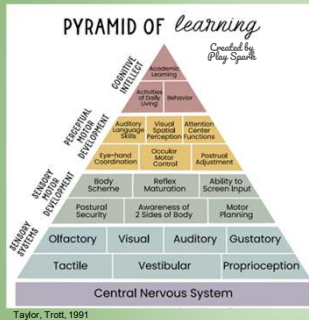 PYRAMID OF learning
Created by
Play Spark
COGNITIVE
INTELLECT
Academic
Learning
Activities
of Daily
Living
Behavior
PERCEPTUAL
MOTOR
DEVELOPMENT
Auditory
Language
Skills
Visual
Spatial
Perception
Attention
Center
Functions
Eye-hand
Coordination
Occular
Motor
Control
Postrual
Adjustment
SENSORY
MOTOR
DEVELOPMENT
Body
Scheme
Reflex
Maturation
Ability to
Screen Input
Postural
Security
Awareness of
2 Sides of Body
Motor
Planning
SENSORY
SYSTEMS
Olfactory
Visual
Auditory
Gustatory
Tactile
Vestibular
Proprioception
Central Nervous System
Taylor, Trott, 1991